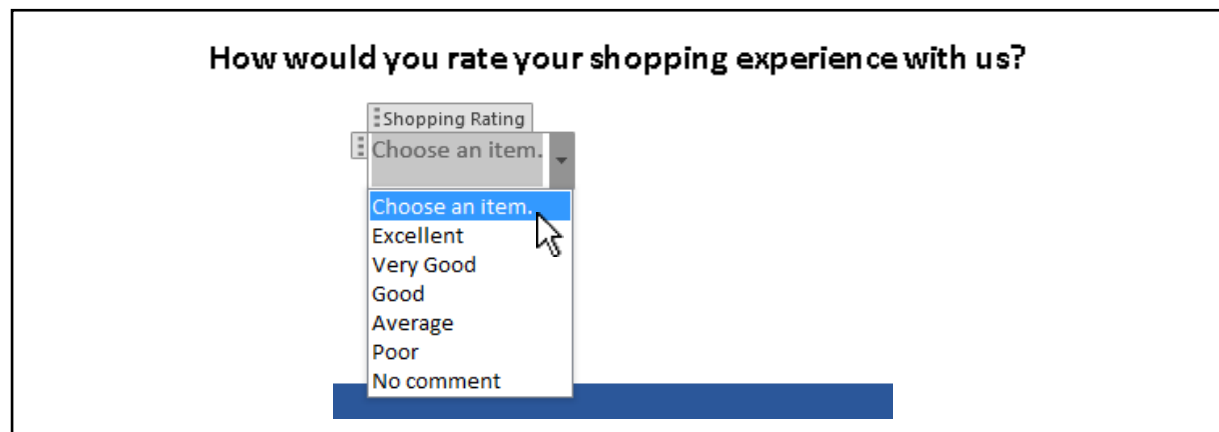 How would you rate your shopping experience with us?
Shopping Rating
Choose an item.
Choose an item.
Excellent
Very Good
Good
Average
Poor
No comment